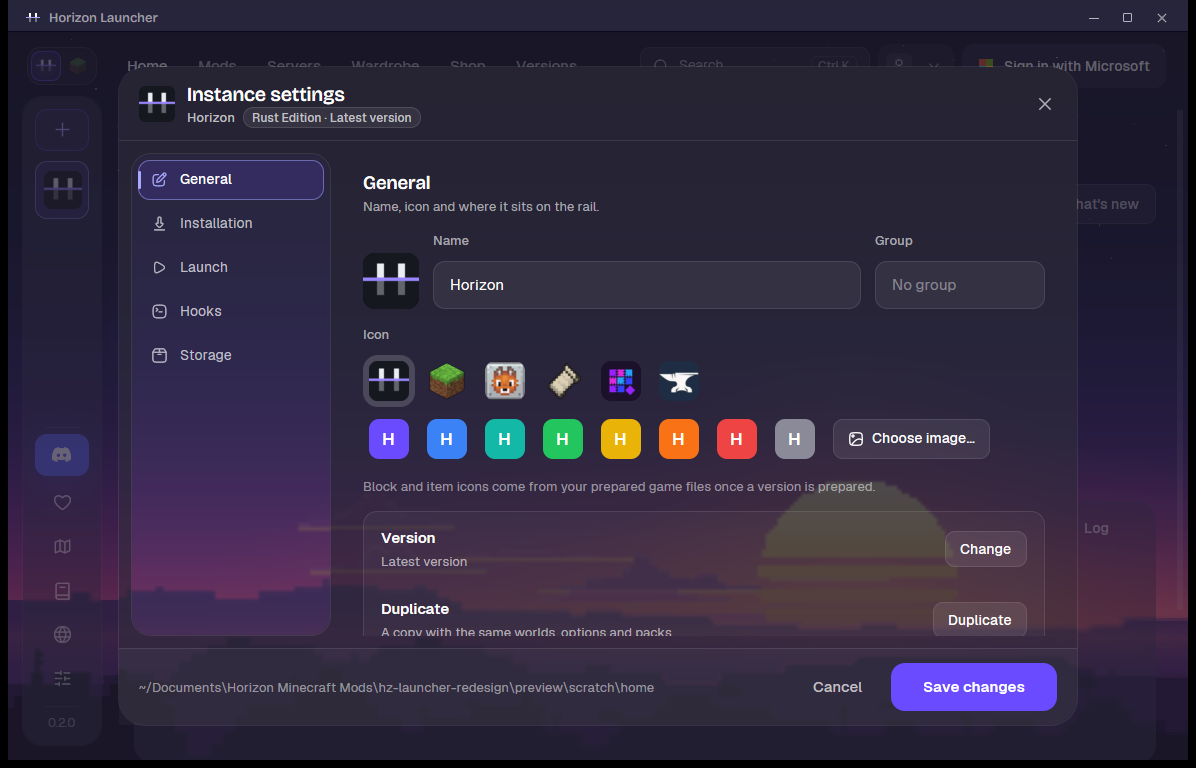 Horizon Launcher
Home Mods Servers Wardrobe Shop Versions Search Ctrl K Sign in with Microsoft
Instance settings
Horizon Rust Edition · Latest version
General
Installation
Launch
Hooks
Storage
General
Name, icon and where it sits on the rail.
Name Group
Horizon No group
Icon
H H H H H H H H Choose image...
Block and item icons come from your prepared game files once a version is prepared.
Version
Latest version
Change
Duplicate
A copy with the same worlds, options and packs
Duplicate
hat's new
Log
~/Documents\Horizon Minecraft Mods\hz-launcher-redesign\preview\scratch\home
Cancel Save changes
0.2.0